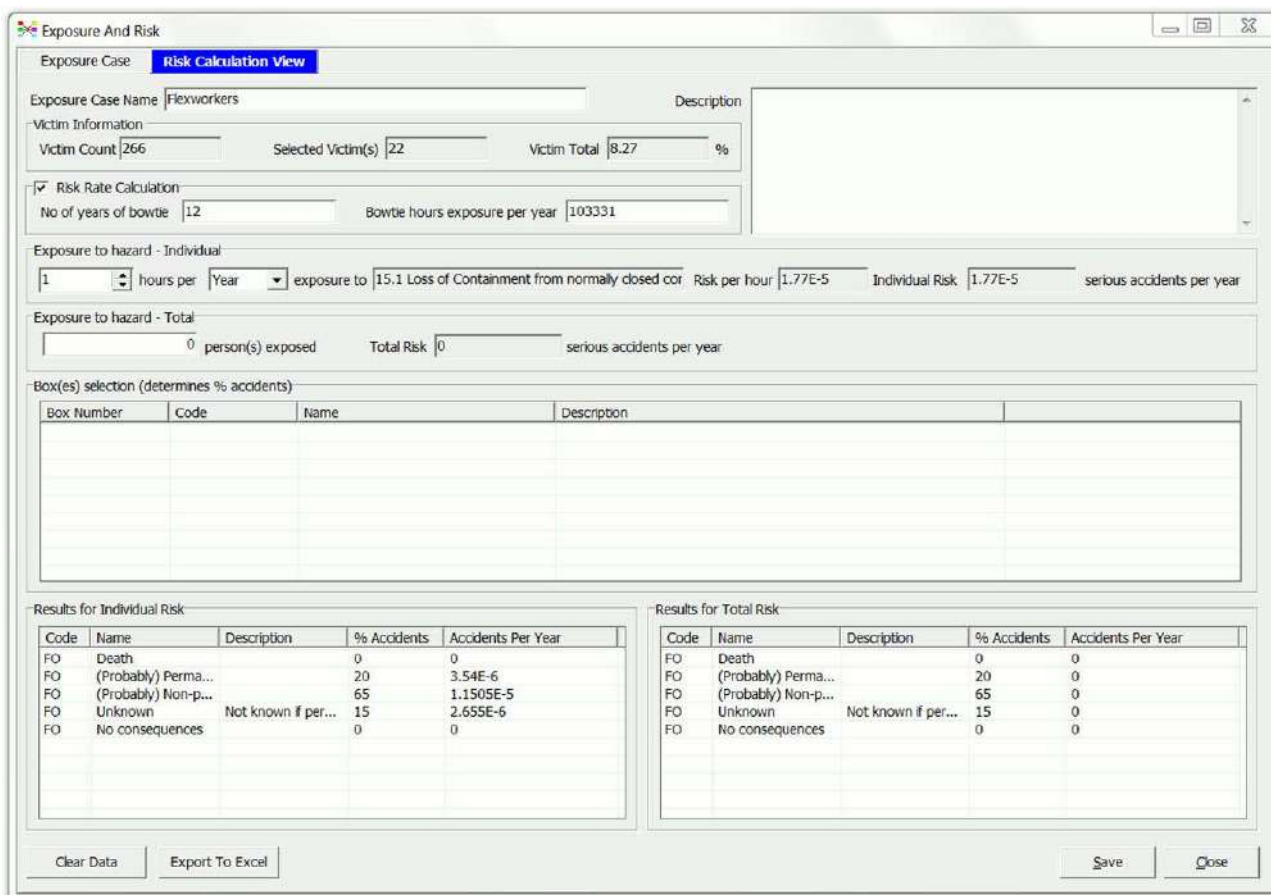 Exposure And Risk
Exposure Case Risk Calculation View
Exposure Case Name Flexworkers Description
Victim Information
Victim Count 266 Selected Victim(s) 22 Victim Total 8.27 %
Risk Rate Calculation
No of years of bowtie 12 Bowtie hours exposure per year 103331
Exposure to hazard - Individual
1 hours per Year exposure to 15.1 Loss of Containment from normally closed cor Risk per hour 1.77E-5 Individual Risk 1.77E-5 serious accidents per year
Exposure to hazard - Total
0 person(s) exposed Total Risk 0 serious accidents per year
Box(es) selection (determines % accidents)
Box Number Code Name Description
Results for Individual Risk Results for Total Risk
Code Name Description % Accidents Accidents Per Year Code Name Description % Accidents Accidents Per Year
FO Death 0 0 FO Death 0 0
FO (Probably) Perma... 20 3.54E-6 FO (Probably) Perma... 20 0
FO (Probably) Non-p... 65 1.1505E-5 FO (Probably) Non-p... 65 0
FO Unknown Not known if per... 15 2.655E-6 FO Unknown Not known if per... 15 0
FO No consequences 0 0 FO No consequences 0 0
Clear Data Export To Excel Save Close